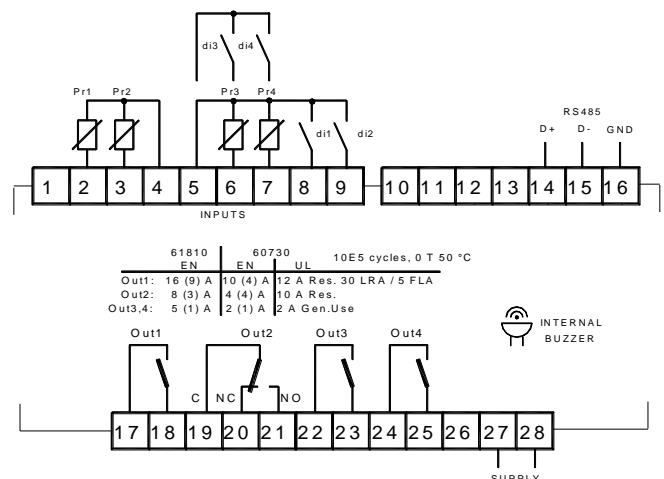 di3 di4
Pr1 Pr2 Pr3 Pr4
di1 di2
RS485
D+ D- GND
1 2 3 4 5 6 7 8 9 10 11 12 13 14 15 16
INPUTS
61810 60730 10E5 cycles, 0 T 50 °C
EN EN UL
Out1: 16 (9) A 10 (4) A 12 A Res. 30 LRA / 5 FLA
Out2: 8 (3) A 4 (4) A 10 A Res.
Out3,4: 5 (1) A 2 (1) A 2 A Gen.Use
INTERNAL
BUZZER
Out1 Out2 Out3 Out4
C NC NO
17 18 19 20 21 22 23 24 25 26 27 28
SUPPLY